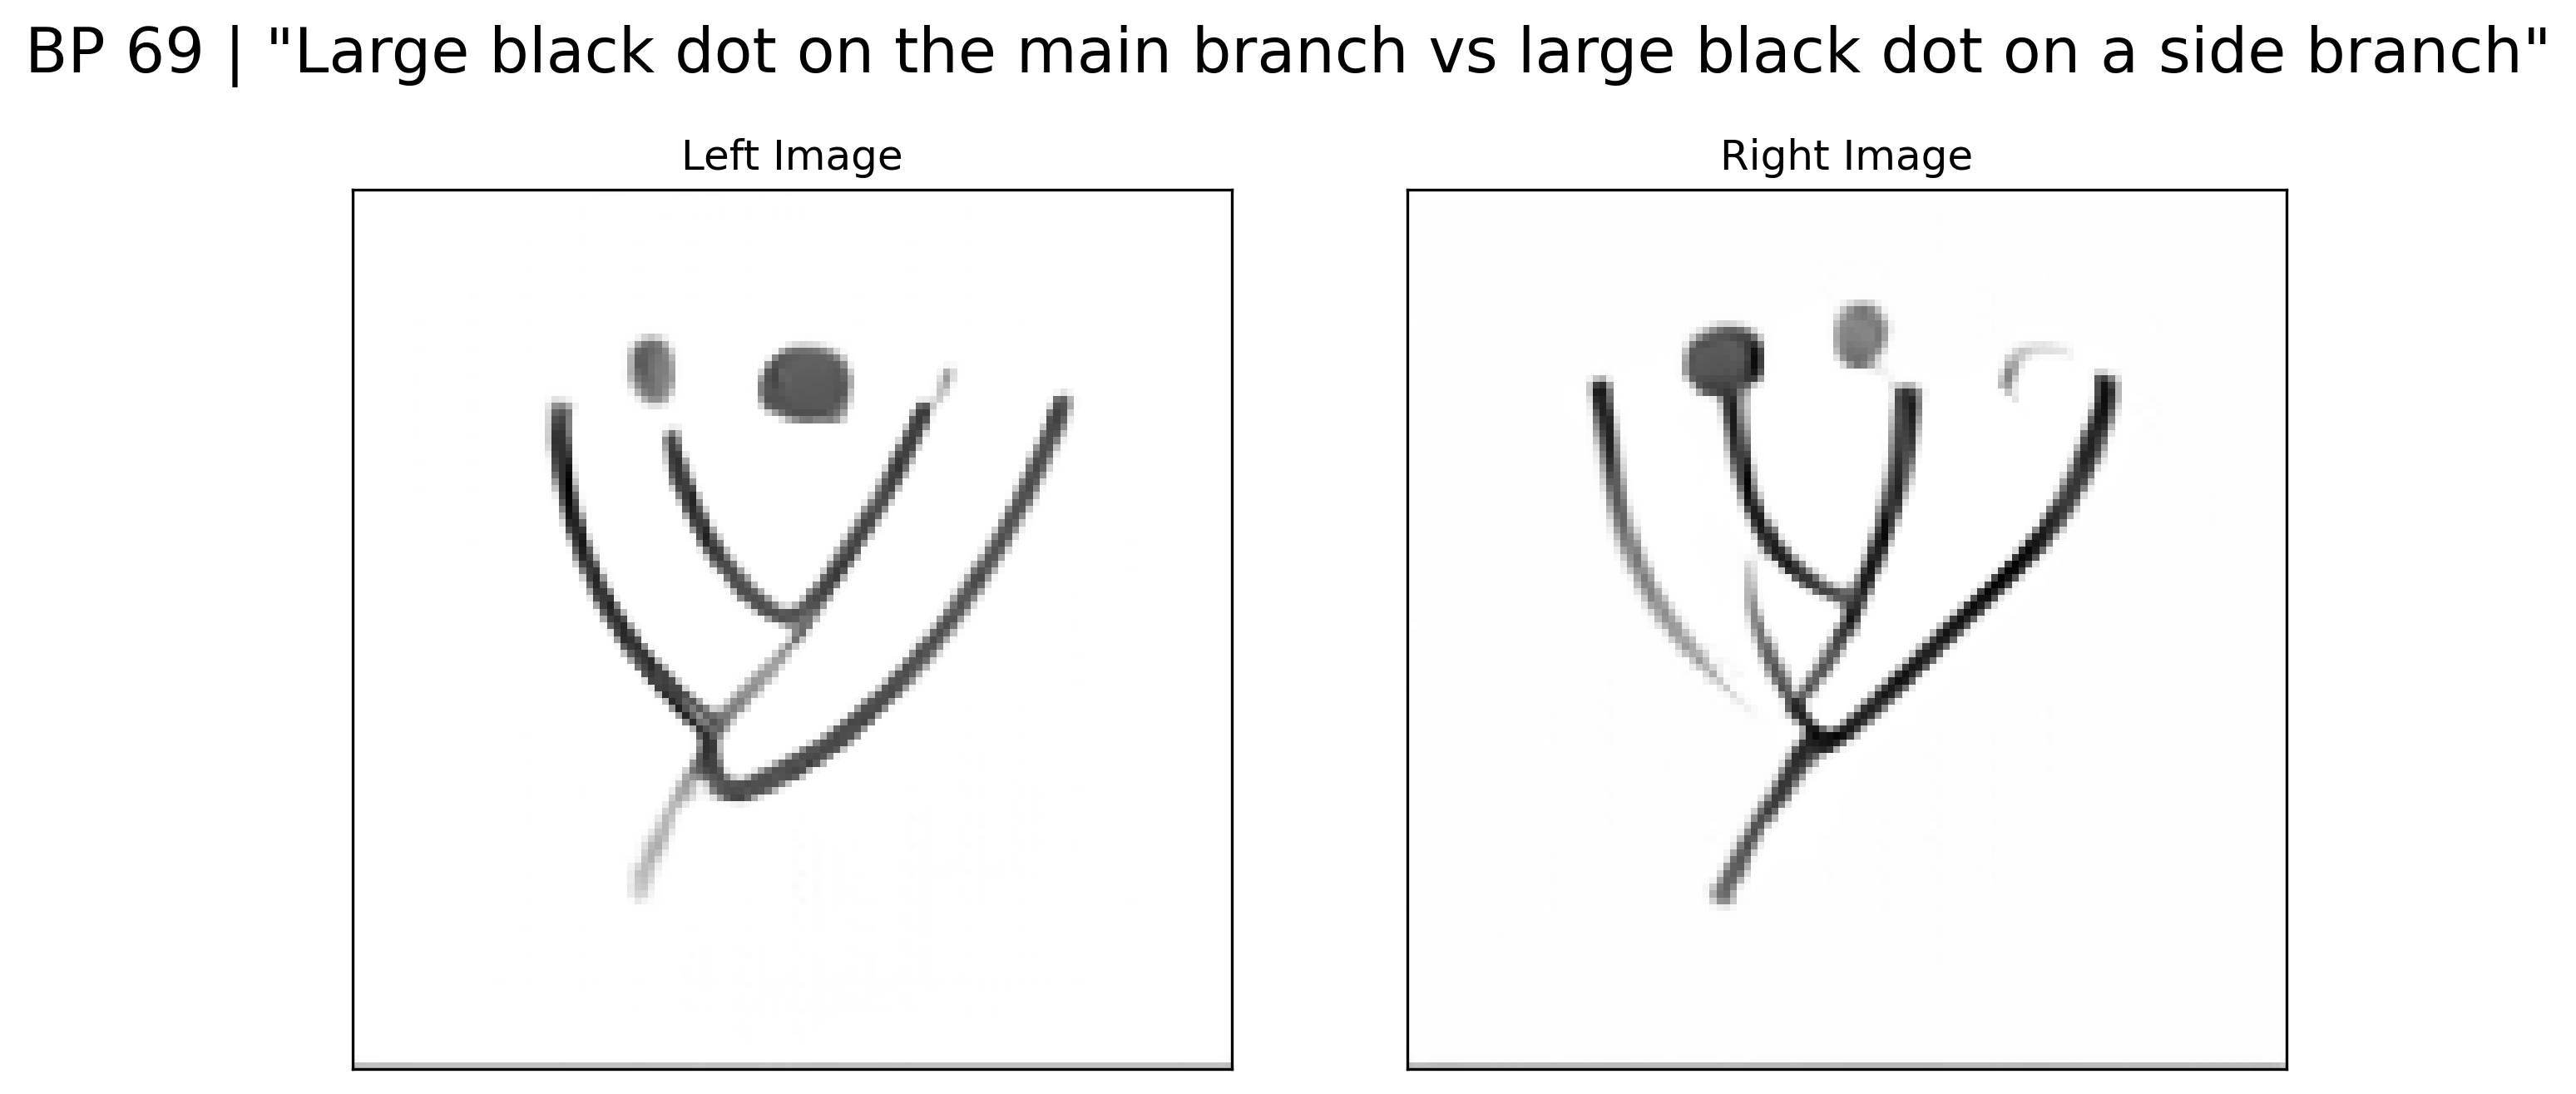 BP 69 | "Large black dot on the main branch vs large black dot on a side branch"
Left Image
Right Image